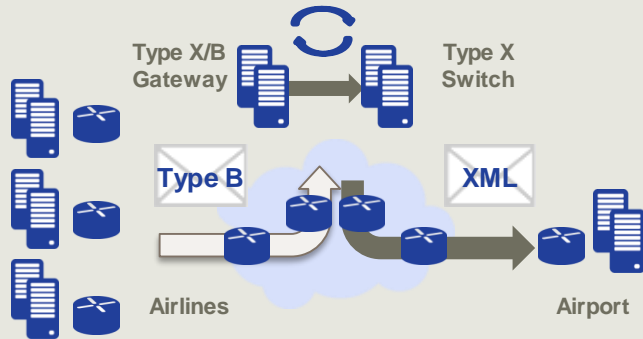 Type X/B
Gateway
Type X
Switch
Type B
XML
Airlines
Airport